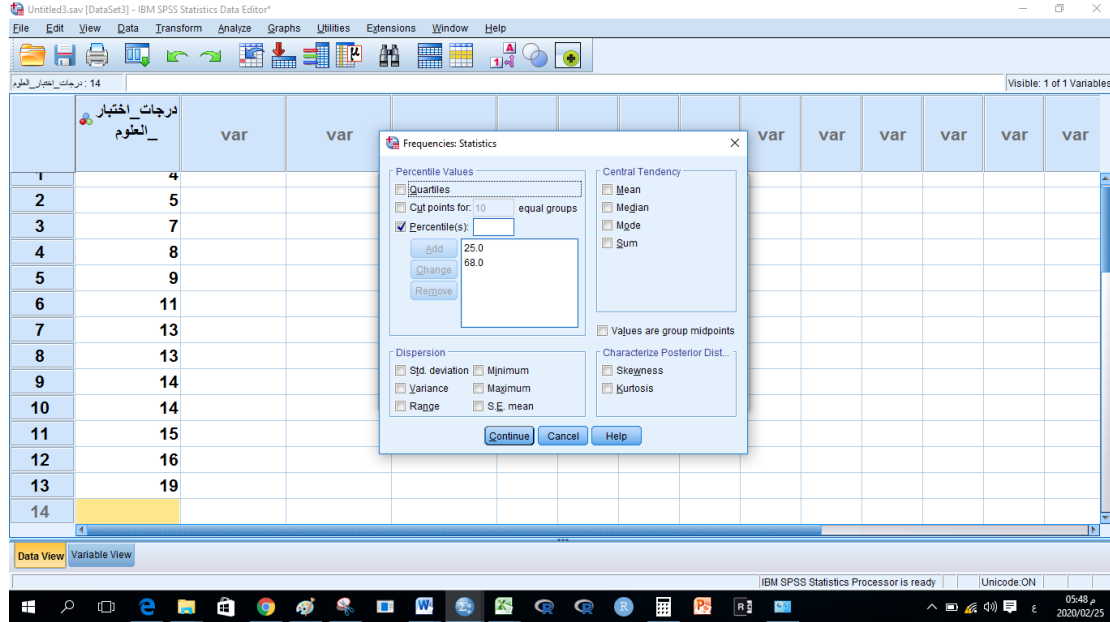 Untitled3.sav [DataSet3] - IBM SPSS Statistics Data Editor*
File Edit View Data Transform Analyze Graphs Utilities Extensions Window Help
14 : درجات_اختبار_العلوم
Visible: 1 of 1 Variables
درجات_اختبار
_العلوم
var var var var var var var var
1 4
2 5
3 7
4 8
5 9
6 11
7 13
8 13
9 14
10 14
11 15
12 16
13 19
14
Frequencies: Statistics
Percentile Values
Quartiles
Cut points for: 10 equal groups
Percentile(s):
Add
Change
Remove
25.0
68.0
Central Tendency
Mean
Median
Mode
Sum
Values are group midpoints
Dispersion
Std. deviation Minimum
Variance Maximum
Range S.E. mean
Characterize Posterior Dist...
Skewness
Kurtosis
Continue Cancel Help
Data View Variable View
IBM SPSS Statistics Processor is ready Unicode:ON
ع
05:48 م
2020/02/25